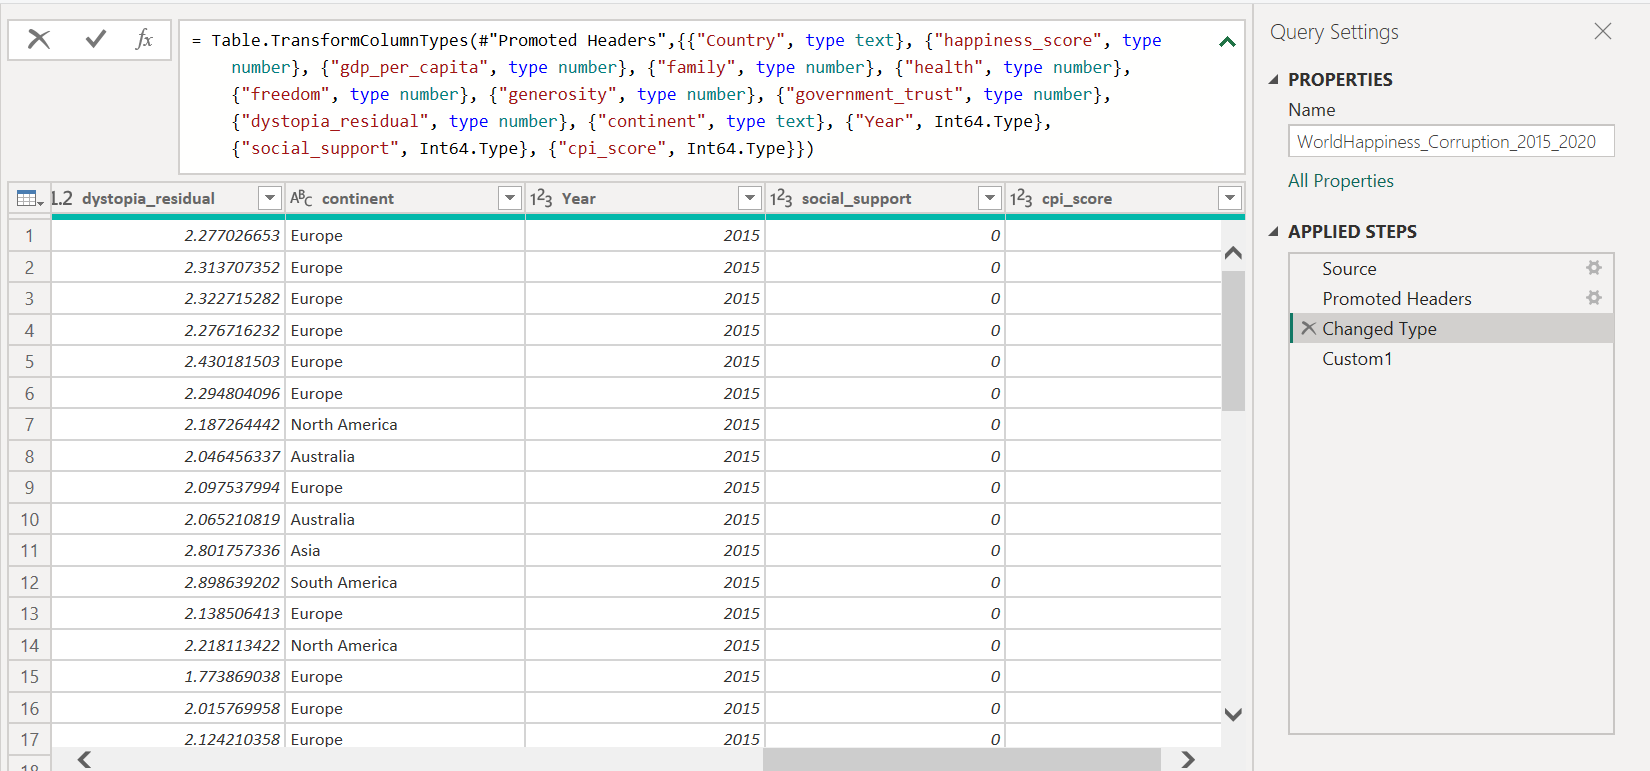 fx
= Table.TransformColumnTypes(#"Promoted Headers",{{"Country", type text}, {"happiness_score", type
number}, {"gdp_per_capita", type number}, {"family", type number}, {"health", type number},
{"freedom", type number}, {"generosity", type number}, {"government_trust", type number},
{"dystopia_residual", type number}, {"continent", type text}, {"Year", Int64.Type},
{"social_support", Int64.Type}, {"cpi_score", Int64.Type}})
1.2 dystopia_residual ABC continent 123 Year 123 social_support 123 cpi_score
1 2.277026653 Europe 2015 0
2 2.313707352 Europe 2015 0
3 2.322715282 Europe 2015 0
4 2.276716232 Europe 2015 0
5 2.430181503 Europe 2015 0
6 2.294804096 Europe 2015 0
7 2.187264442 North America 2015 0
8 2.046456337 Australia 2015 0
9 2.097537994 Europe 2015 0
10 2.065210819 Australia 2015 0
11 2.801757336 Asia 2015 0
12 2.898639202 South America 2015 0
13 2.138506413 Europe 2015 0
14 2.218113422 North America 2015 0
15 1.773869038 Europe 2015 0
16 2.015769958 Europe 2015 0
17 2.124210358 Europe 2015 0
18
Query Settings
PROPERTIES
Name
WorldHappiness_Corruption_2015_2020
All Properties
APPLIED STEPS
Source
Promoted Headers
Changed Type
Custom1